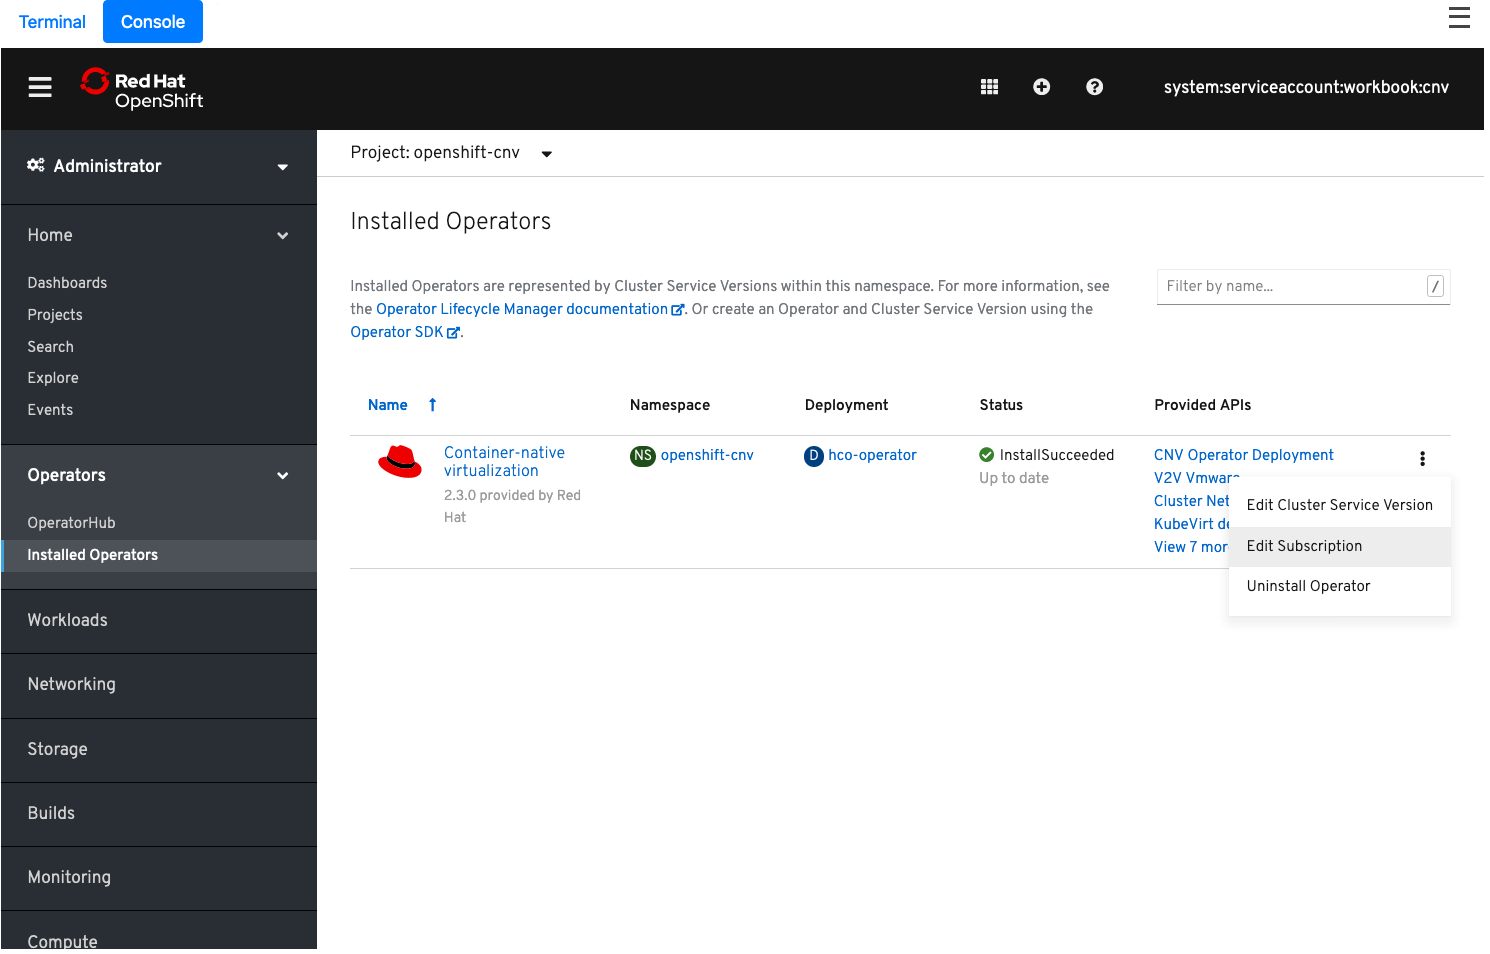 Terminal
Console
Red Hat
OpenShift
system:serviceaccount:workbook:cnv
Administrator
Home
Dashboards
Projects
Search
Explore
Events
Operators
OperatorHub
Installed Operators
Workloads
Networking
Storage
Builds
Monitoring
Compute
Project: openshift-cnv
Installed Operators
Installed Operators are represented by Cluster Service Versions within this namespace. For more information, see
the Operator Lifecycle Manager documentation. Or create an Operator and Cluster Service Version using the
Operator SDK.
Filter by name... /
Name Namespace Deployment Status Provided APIs
Container-native
virtualization
2.3.0 provided by Red
Hat
NS openshift-cnv
D hco-operator
InstallSucceeded
Up to date
CNV Operator Deployment
V2V Vmware
Cluster Net
KubeVirt de
View 7 mor
Edit Cluster Service Version
Edit Subscription
Uninstall Operator